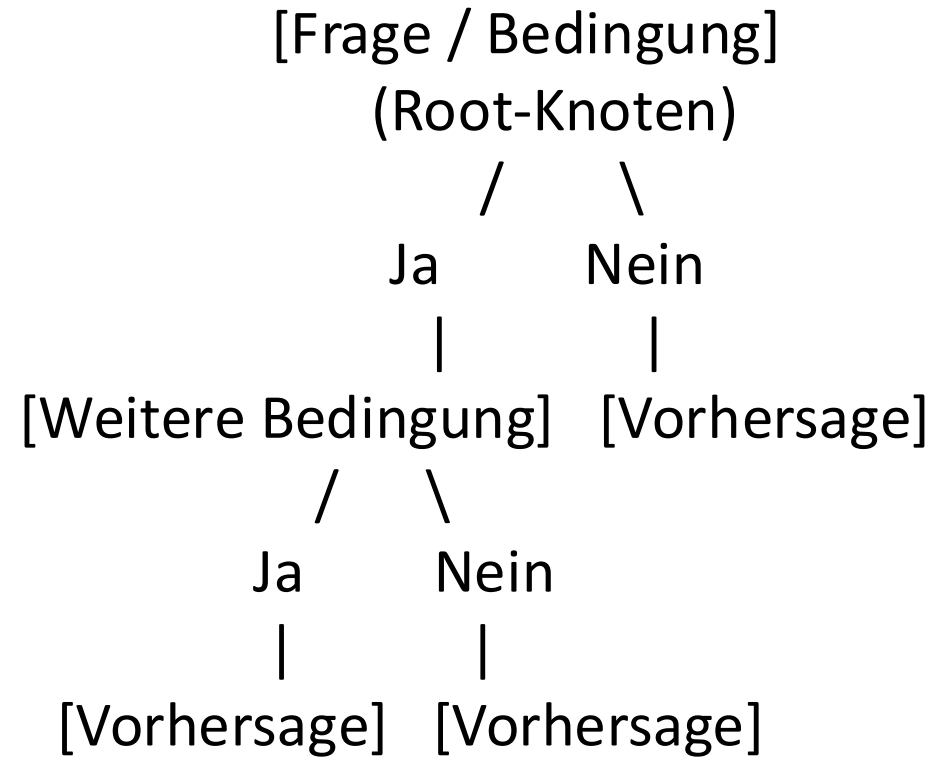 [Frage / Bedingung]
(Root-Knoten)
/ \
Ja Nein
| |
[Weitere Bedingung] [Vorhersage]
/ \
Ja Nein
| |
[Vorhersage] [Vorhersage]